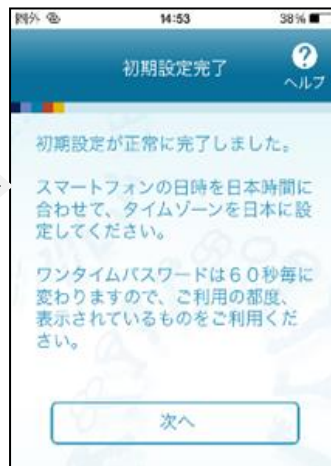 圏外 14:53 38%
初期設定完了
?
ヘルプ
初期設定が正常に完了しました。
スマートフォンの日時を日本時間に
合わせて、タイムゾーンを日本に設
定してください。
ワンタイムパスワードは60秒毎に
変わりますので、ご利用の都度、
表示されているものをご利用くだ
さい。
次へ